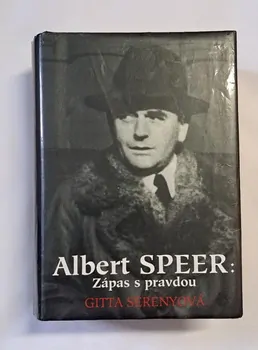 Albert SPEER:
Zápas s pravdou
GITTA SERENYOVÁ